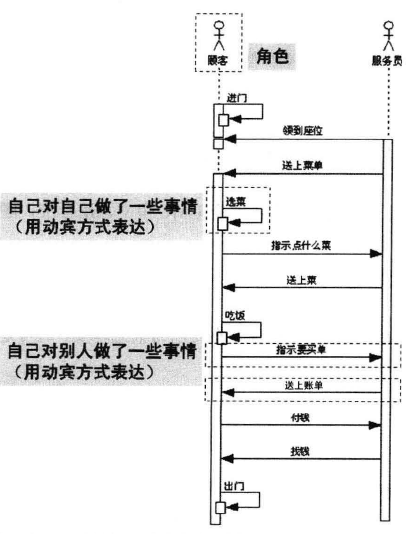 顾客
角色
服务员
进门
领到座位
送上菜单
自己对自己做了一些事情
（用动宾方式表达）
选菜
指示点什么菜
送上菜
吃饭
自己对别人做了一些事情
（用动宾方式表达）
指示要买单
送上账单
付钱
找钱
出门